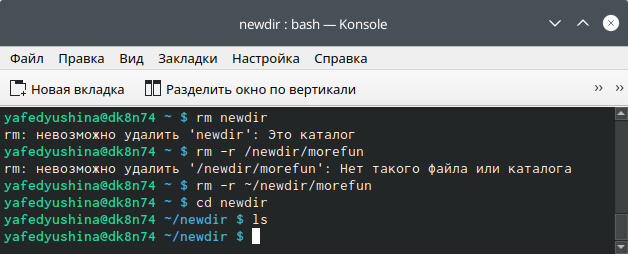 newdir : bash — Konsole
Файл Правка Вид Закладки Настройка Справка
Новая вкладка Разделить окно по вертикали >> >>
yafedyushina@dk8n74 ~ $ rm newdir
rm: невозможно удалить 'newdir': Это каталог
yafedyushina@dk8n74 ~ $ rm -r /newdir/morefun
rm: невозможно удалить '/newdir/morefun': Нет такого файла или каталога
yafedyushina@dk8n74 ~ $ rm -r ~/newdir/morefun
yafedyushina@dk8n74 ~ $ cd newdir
yafedyushina@dk8n74 ~/newdir $ ls
yafedyushina@dk8n74 ~/newdir $